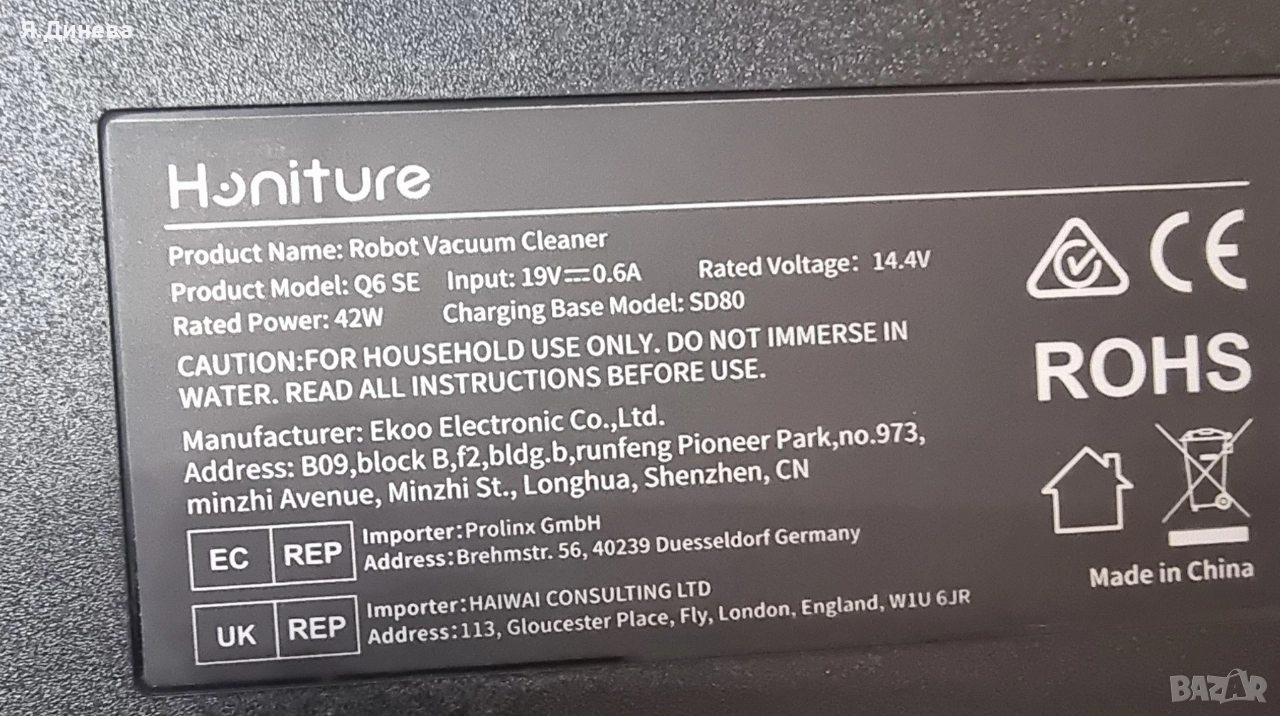 Я.Динева
Honiture
Product Name: Robot Vacuum Cleaner
Product Model: Q6 SE Input: 19V⎓0.6A Rated Voltage: 14.4V
Rated Power: 42W Charging Base Model: SD80
CAUTION:FOR HOUSEHOLD USE ONLY. DO NOT IMMERSE IN
WATER. READ ALL INSTRUCTIONS BEFORE USE.
Manufacturer: Ekoo Electronic Co.,Ltd.
Address: B09,block B,f2,bldg.b,runfeng Pioneer Park,no.973,
minzhi Avenue, Minzhi St., Longhua, Shenzhen, CN
EC REP Importer:Prolinx GmbH
Address:Brehmstr. 56, 40239 Duesseldorf Germany
UK REP Importer:HAIWAI CONSULTING LTD
Address:113, Gloucester Place, Fly, London, England, W1U 6JR
CE
ROHS
Made in China
BAZAR